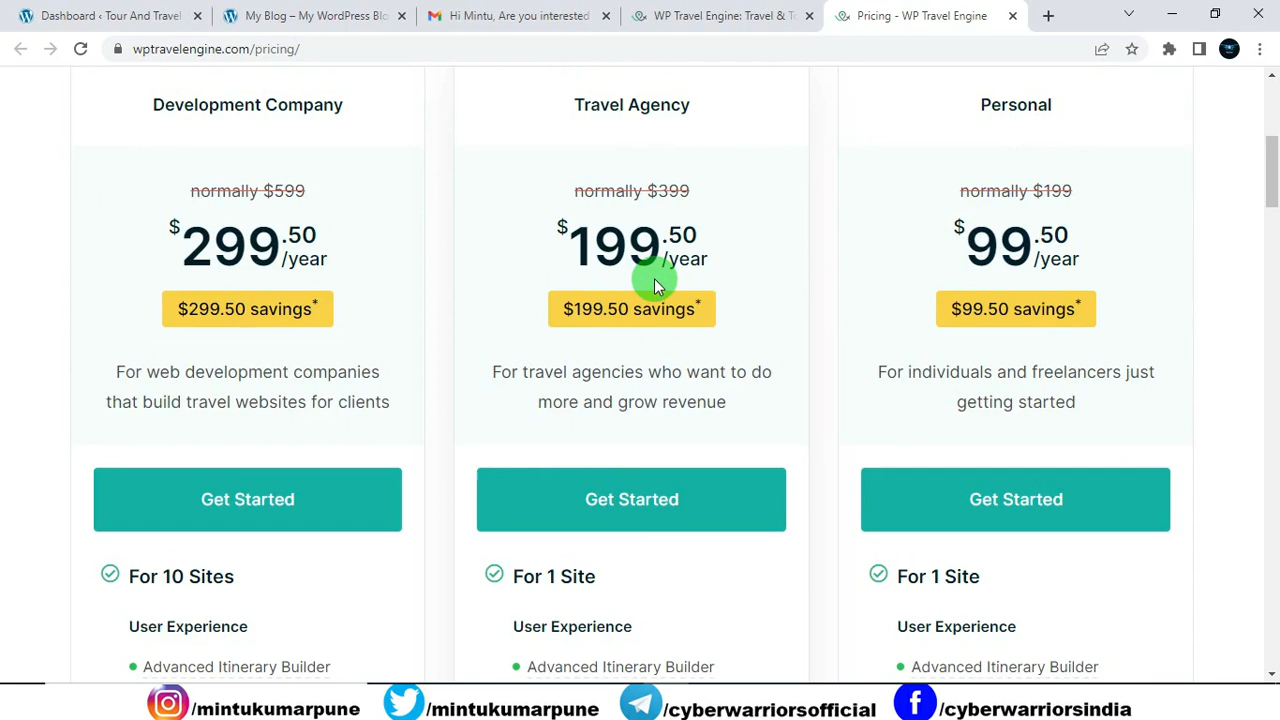 Dashboard ‹ Tour And Travel
My Blog – My WordPress Blo
Hi Mintu, Are you interested
WP Travel Engine: Travel & To
Pricing - WP Travel Engine
wptravelengine.com/pricing/
Development Company
normally $599
$299.50/year
$299.50 savings*
For web development companies
that build travel websites for clients
Get Started
For 10 Sites
User Experience
Advanced Itinerary Builder
Travel Agency
normally $399
$199.50/year
$199.50 savings*
For travel agencies who want to do
more and grow revenue
Get Started
For 1 Site
User Experience
Advanced Itinerary Builder
Personal
normally $199
$99.50/year
$99.50 savings*
For individuals and freelancers just
getting started
Get Started
For 1 Site
User Experience
Advanced Itinerary Builder
/mintukumarpune
/mintukumarpune
/cyberwarriorsofficial
/cyberwarriorsindia